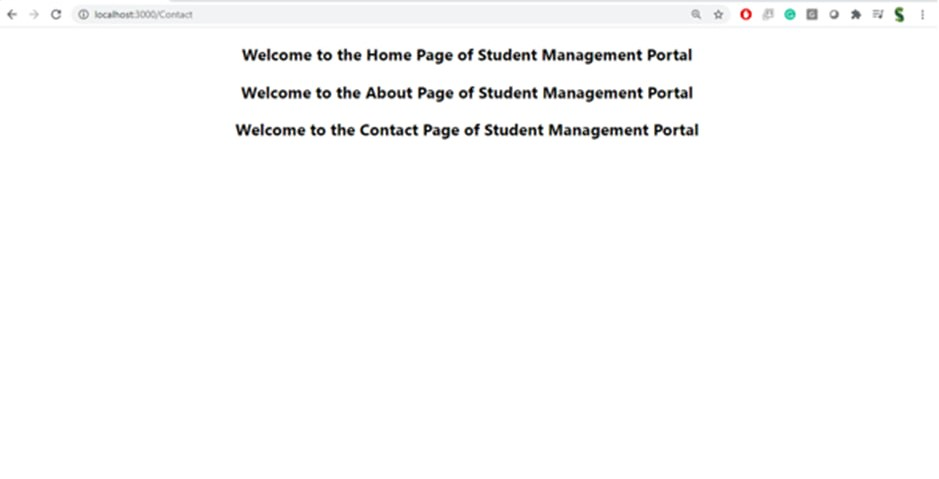 localhost:3000/Contact
Welcome to the Home Page of Student Management Portal
Welcome to the About Page of Student Management Portal
Welcome to the Contact Page of Student Management Portal